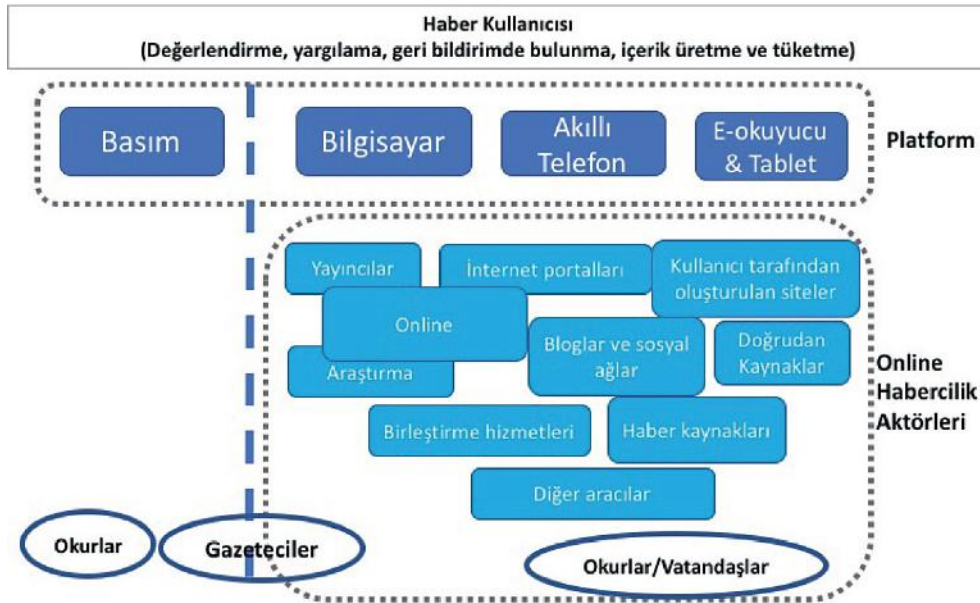 Haber Kullanıcısı
(Değerlendirme, yargılama, geri bildirimde bulunma, içerik üretme ve tüketme)
Basım
Bilgisayar
Akıllı
Telefon
E-okuyucu
& Tablet
Platform
Yayıncılar
İnternet portalları
Kullanıcı tarafından
oluşturulan siteler
Online
Bloglar ve sosyal
ağlar
Doğrudan
Kaynaklar
Araştırma
Online
Habercilik
Aktörleri
Birleştirme hizmetleri
Haber kaynakları
Diğer aracılar
Okurlar
Gazeteciler
Okurlar/Vatandaşlar